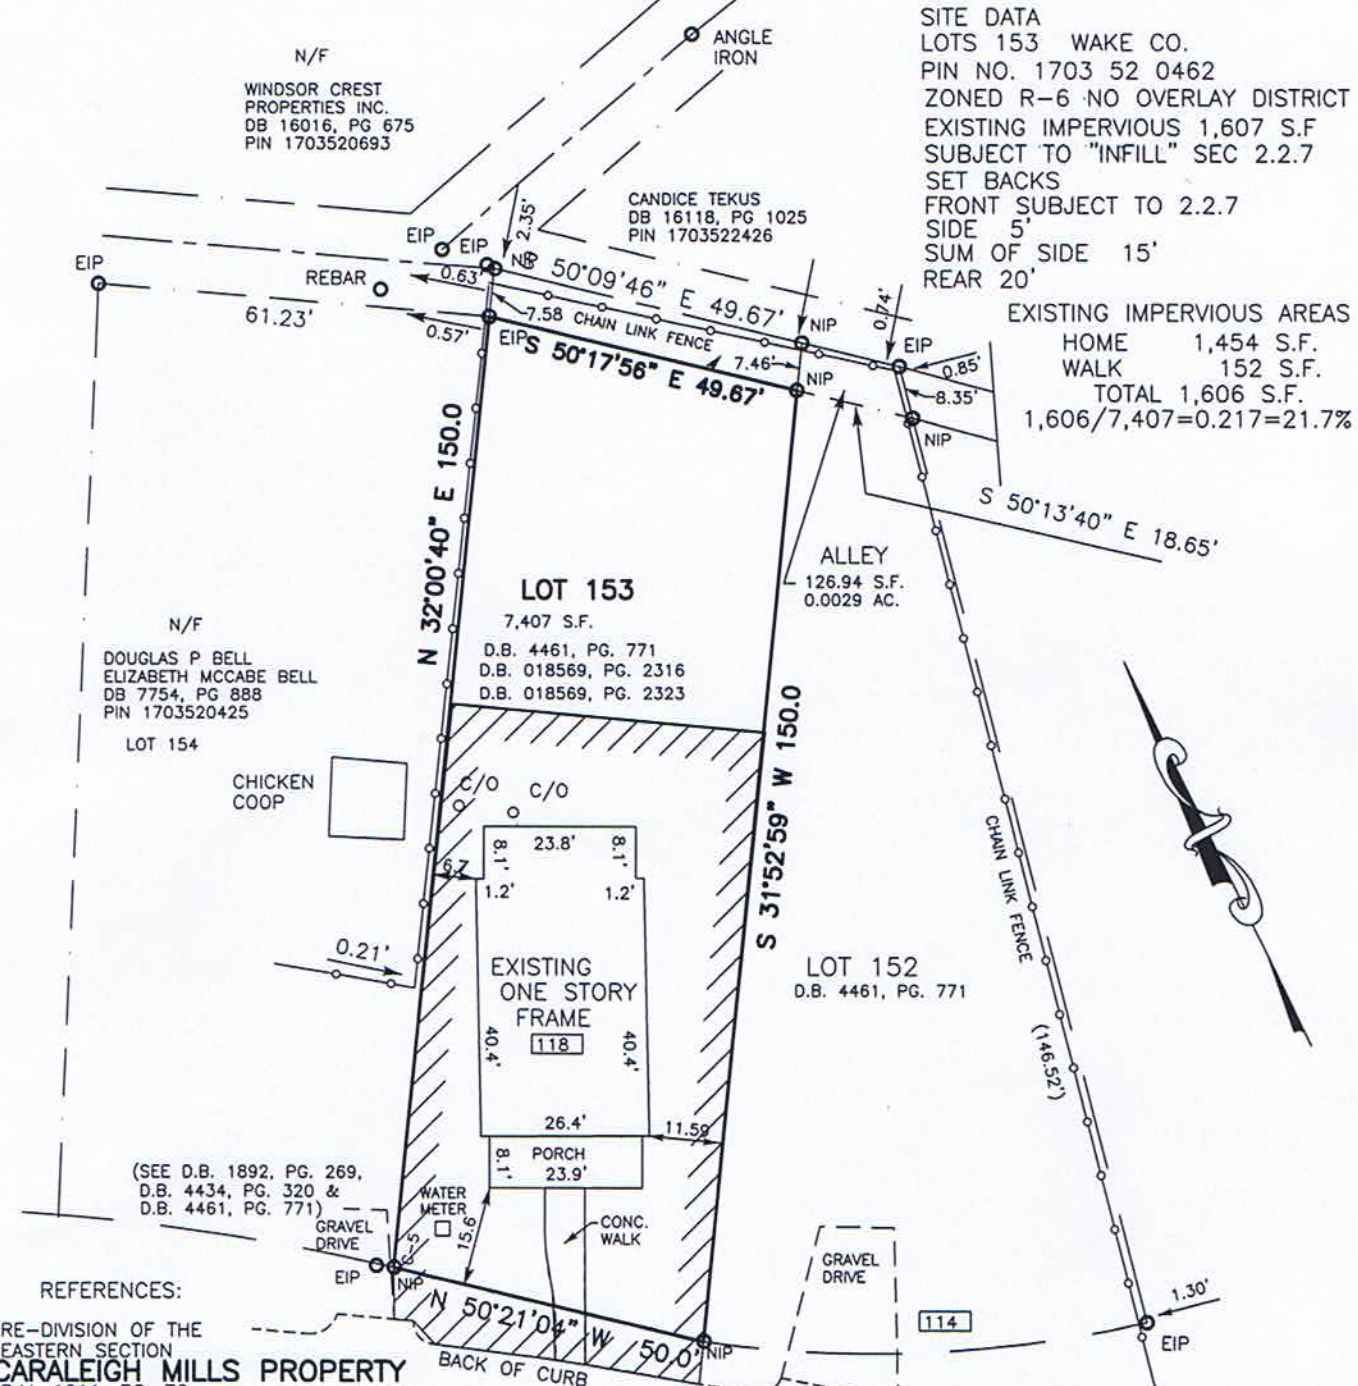 SITE DATA
LOTS 153 WAKE CO.
PIN NO. 1703 52 0462
ZONED R-6 NO OVERLAY DISTRICT
EXISTING IMPERVIOUS 1,607 S.F
SUBJECT TO "INFILL" SEC 2.2.7
SET BACKS
FRONT SUBJECT TO 2.2.7
SIDE 5'
SUM OF SIDE 15'
REAR 20'
EXISTING IMPERVIOUS AREAS
HOME 1,454 S.F.
WALK 152 S.F.
TOTAL 1,606 S.F.
1,606/7,407=0.217=21.7%
ANGLE
IRON
N/F
WINDSOR CREST
PROPERTIES INC.
DB 16016, PG 675
PIN 1703520693
CANDICE TEKUS
DB 16118, PG 1025
PIN 1703522426
2.35'
EIP
EIP
EIP
REBAR
61.23'
0.63'
0.57'
50°09'46" E 49.67'
7.58
CHAIN LINK FENCE
EIP
S 50°17'56" E 49.67'
7.46'
NIP
NIP
0.74'
EIP
0.85'
8.35'
NIP
S 50°13'40" E 18.65'
ALLEY
126.94 S.F.
0.0029 AC.
N 32°00'40" E 150.0
LOT 153
7,407 S.F.
D.B. 4461, PG. 771
D.B. 018569, PG. 2316
D.B. 018569, PG. 2323
S 31°52'59" W 150.0
N/F
DOUGLAS P BELL
ELIZABETH MCCABE BELL
DB 7754, PG 888
PIN 1703520425
LOT 154
CHICKEN
COOP
C/O
C/O
23.8'
8.1'
8.1'
6.7
1.2'
1.2'
0.21'
EXISTING
ONE STORY
FRAME
118
40.4'
40.4'
26.4'
11.59
PORCH
8.1'
23.9'
LOT 152
D.B. 4461, PG. 771
CHAIN LINK FENCE
(146.52')
(SEE D.B. 1892, PG. 269,
D.B. 4434, PG. 320 &
D.B. 4461, PG. 771)
WATER
METER
GRAVEL
DRIVE
15.6
CONC.
WALK
C-5
EIP
NIP
N 50°21'04" W 50.0'
NIP
BACK OF CURB
GRAVEL
DRIVE
114
1.30'
EIP
REFERENCES:
RE-DIVISION OF THE
EASTERN SECTION
CARALEIGH MILLS PROPERTY